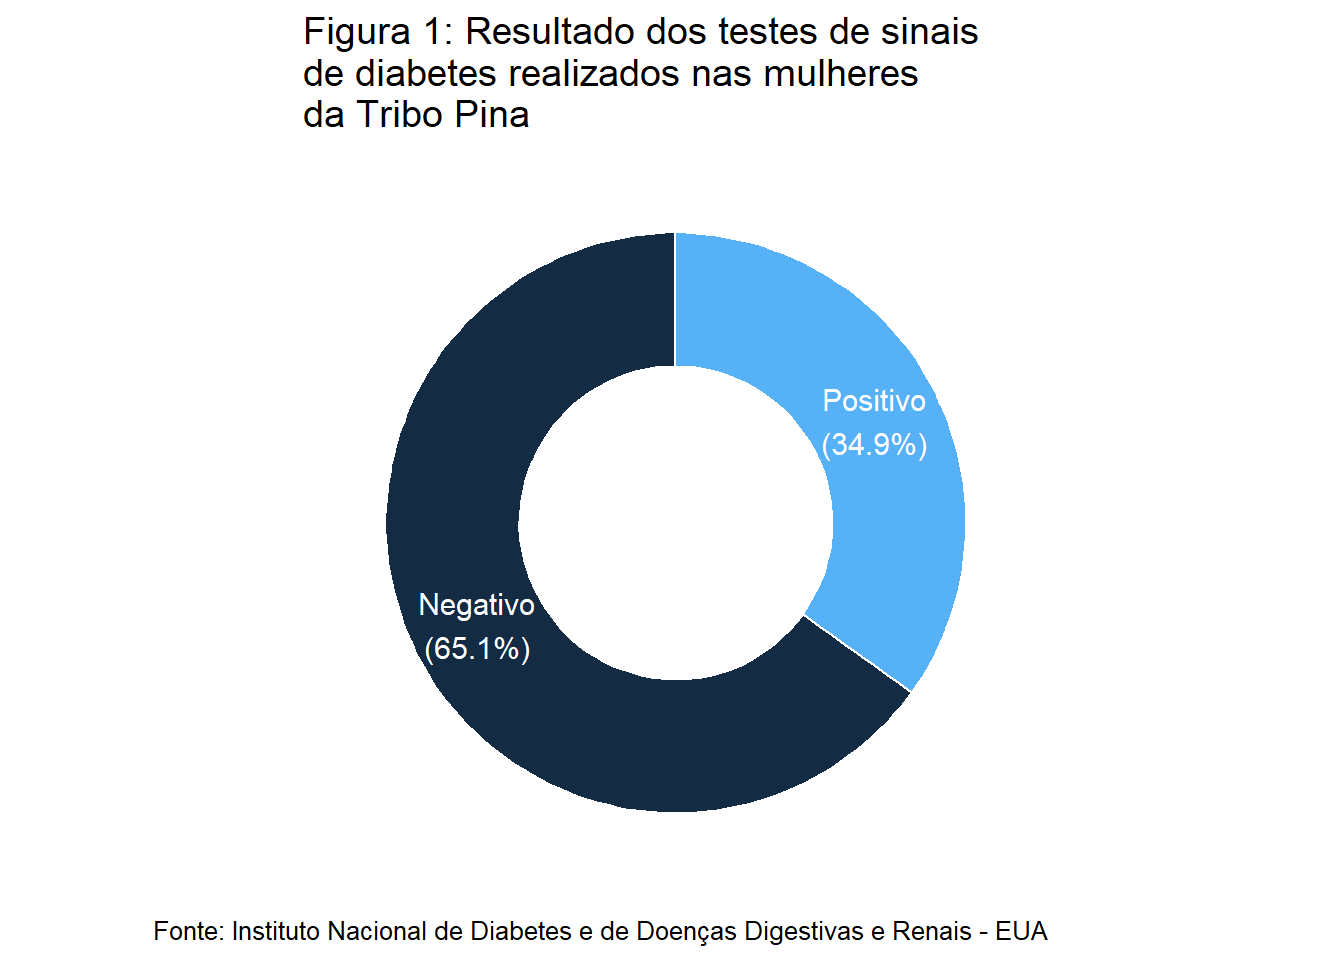 Figura 1: Resultado dos testes de sinais
de diabetes realizados nas mulheres
da Tribo Pina
Positivo
(34.9%)
Negativo
(65.1%)
Fonte: Instituto Nacional de Diabetes e de Doenças Digestivas e Renais - EUA